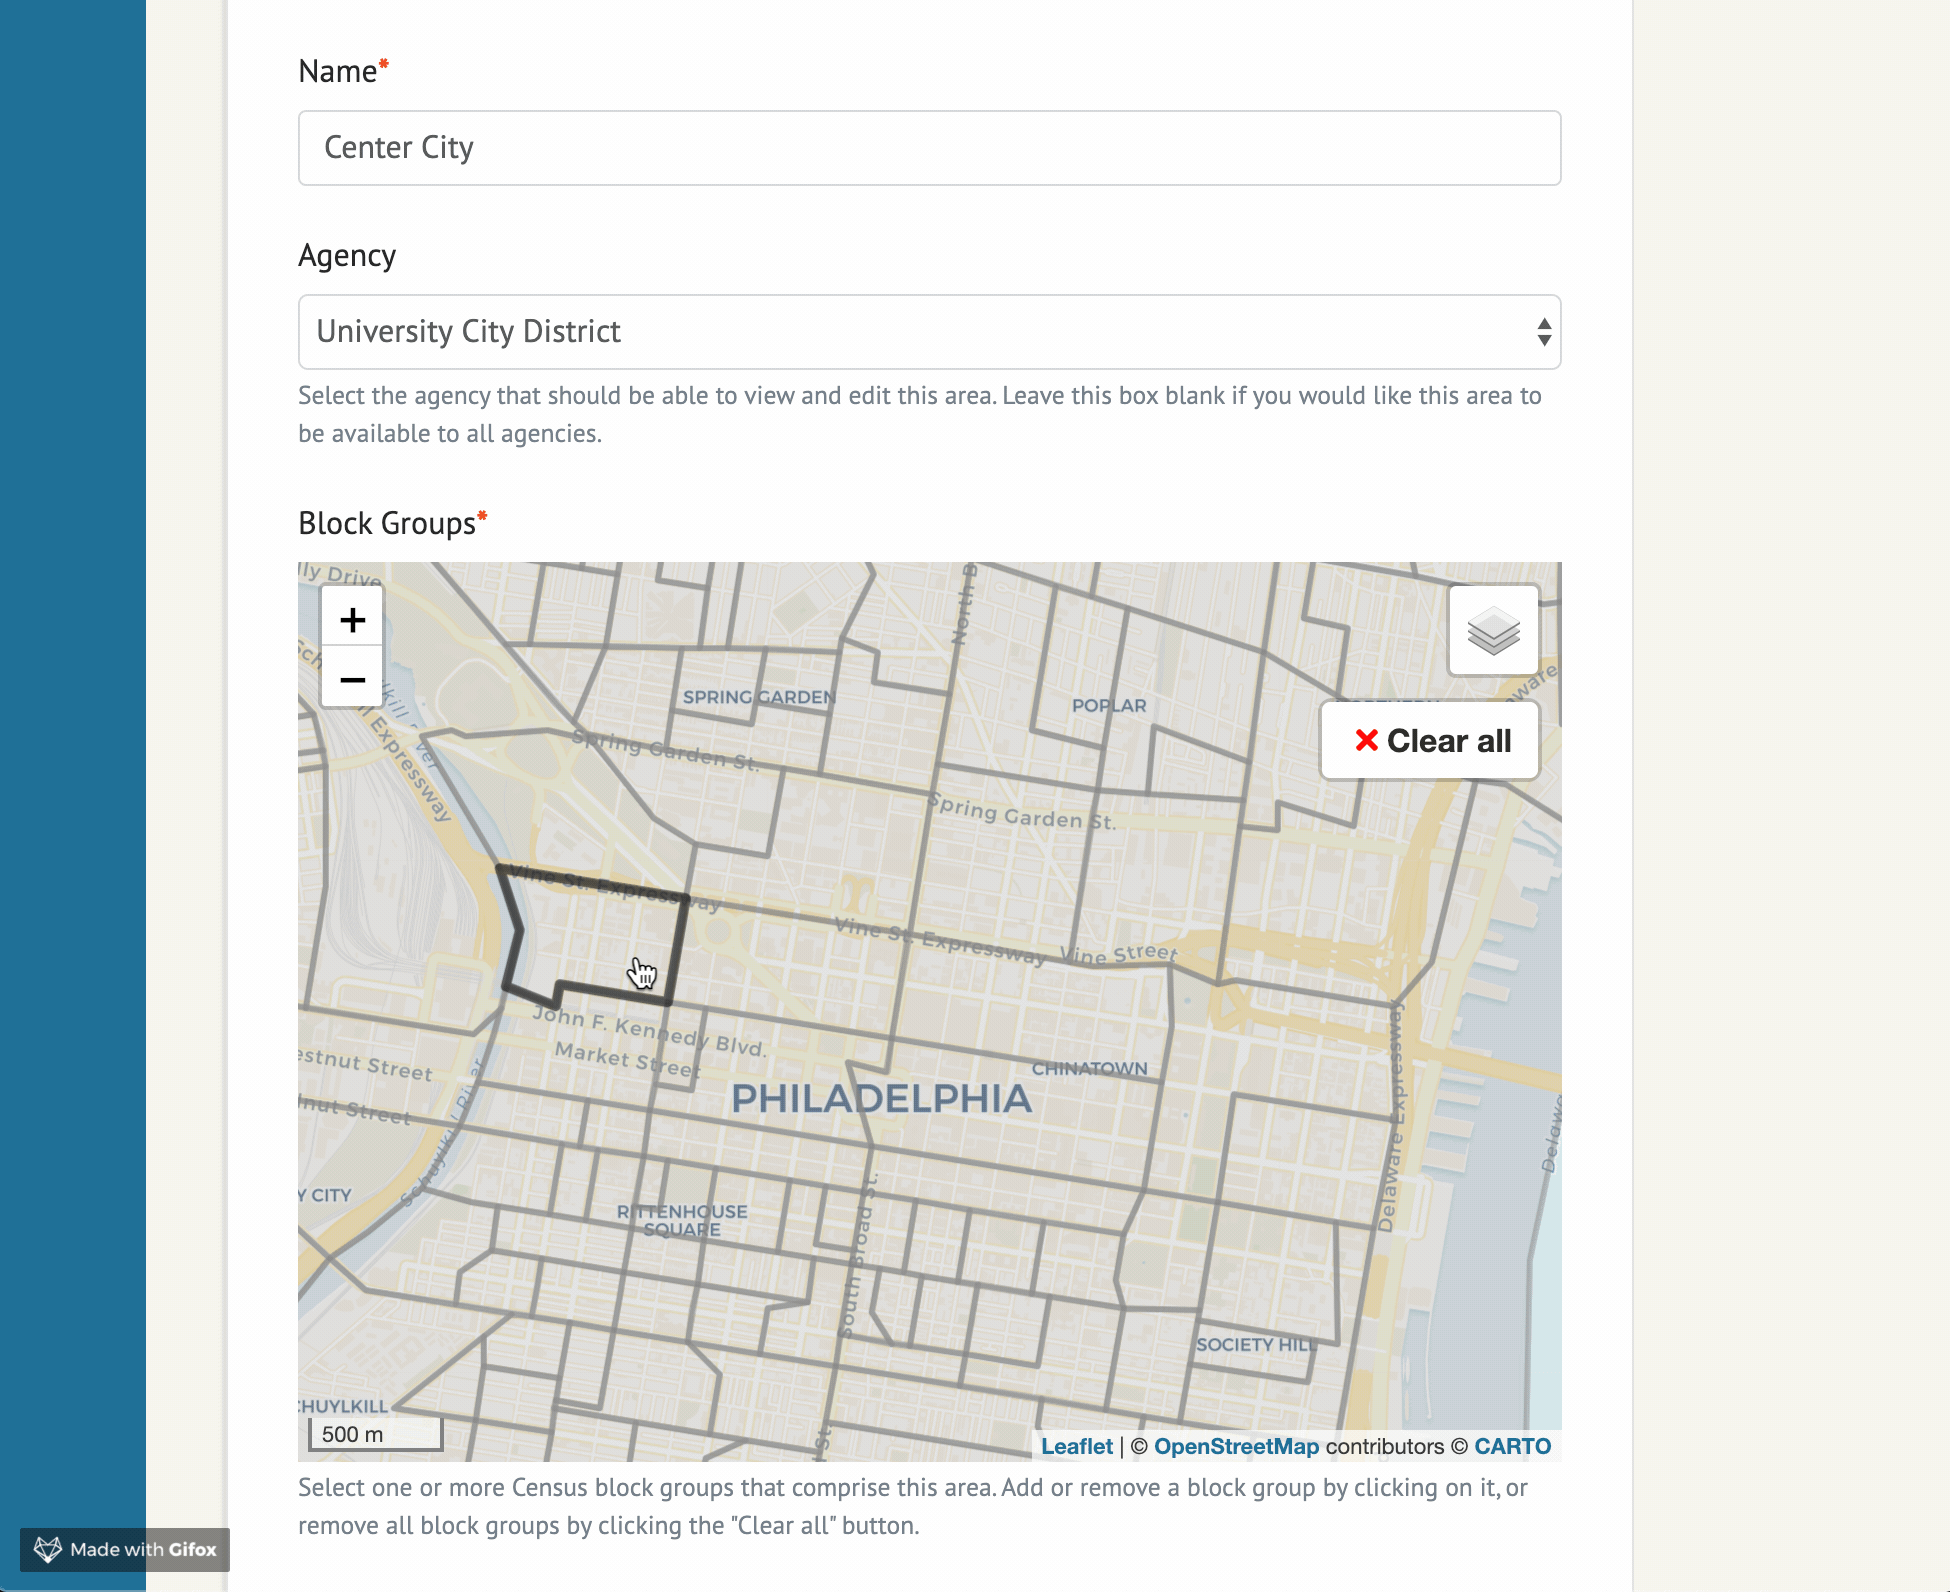 Name*
Center City
Agency
University City District
Select the agency that should be able to view and edit this area. Leave this box blank if you would like this area to
be available to all agencies.
Block Groups*
lly Drive
+
−
North B
SPRING GARDEN
POPLAR
Clear all
Expressway
Spring Garden St.
Spring Garden St.
Vine St. Expressway
Vine St. Expressway
Vine Street
John F. Kennedy Blvd.
Market Street
estnut Street
lnut Street
CHINATOWN
PHILADELPHIA
Delaware Expressway
Schuylkill River
Y CITY
RITTENHOUSE
SQUARE
South Broad St.
SOCIETY HILL
CHUYLKILL
500 m
Leaflet | © OpenStreetMap contributors © CARTO
Select one or more Census block groups that comprise this area. Add or remove a block group by clicking on it, or
remove all block groups by clicking the "Clear all" button.
Made with Gifox